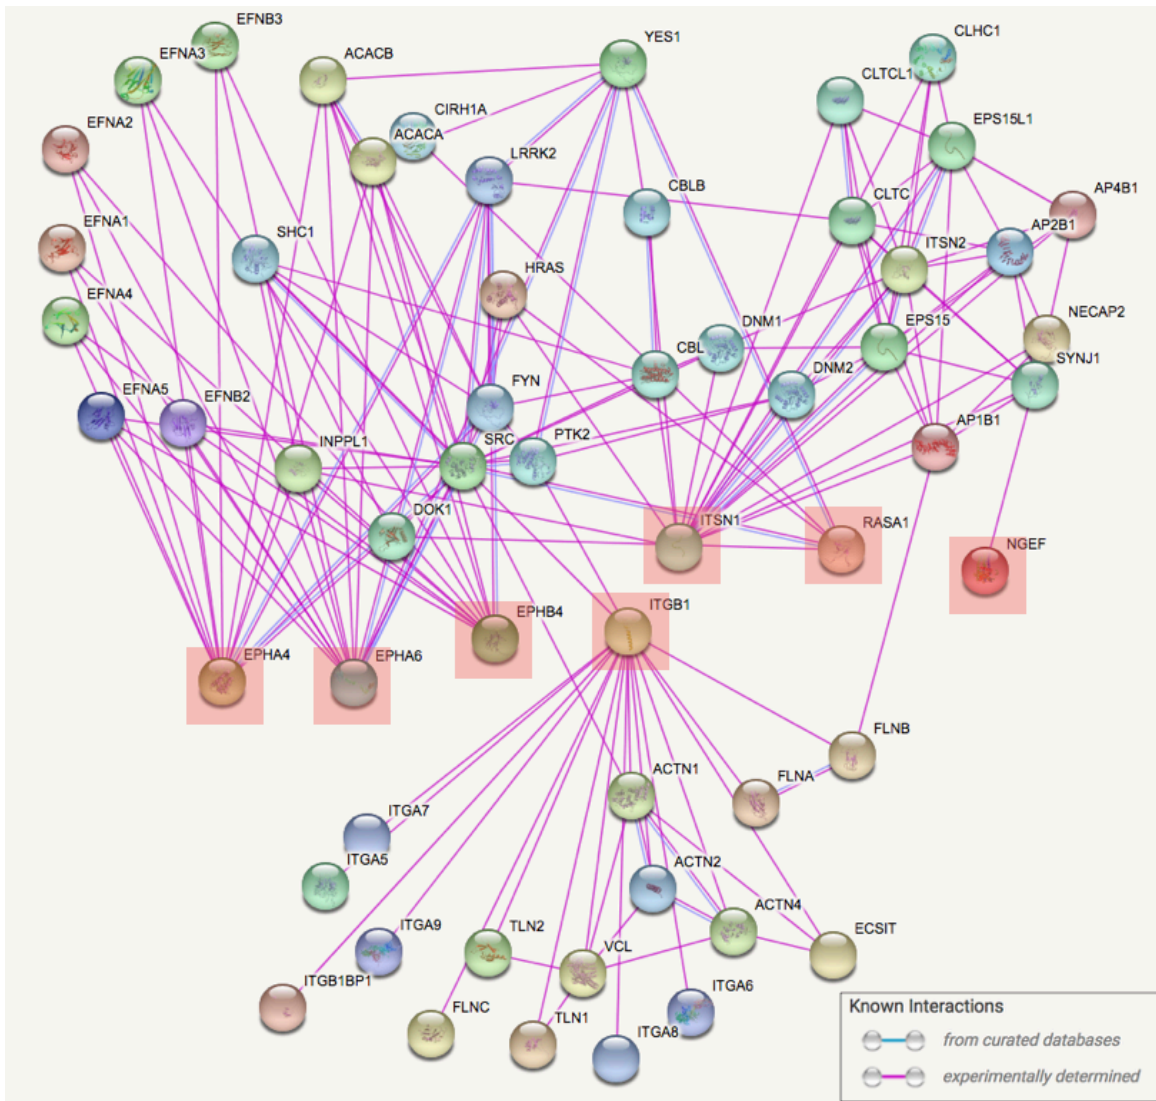 EFNB3
EFNA3
ACACB
YES1
CLHC1
CLTCL1
EFNA2
CIRH1A
ACACA
LRRK2
EPS15L1
CBLB
CLTC
AP4B1
EFNA1
SHC1
AP2B1
ITSN2
HRAS
EFNA4
DNM1
EPS15
NECAP2
CBL
SYNJ1
EFNA5
EFNB2
FYN
DNM2
INPPL1
SRC
PTK2
AP1B1
DOK1
ITSN1
RASA1
NGEF
EPHB4
ITGB1
EPHA4
EPHA6
FLNB
ACTN1
FLNA
ITGA7
ITGA5
ACTN2
ACTN4
ITGA9
TLN2
VCL
ECSIT
ITGB1BP1
ITGA6
FLNC
TLN1
ITGA8
Known Interactions
from curated databases
experimentally determined